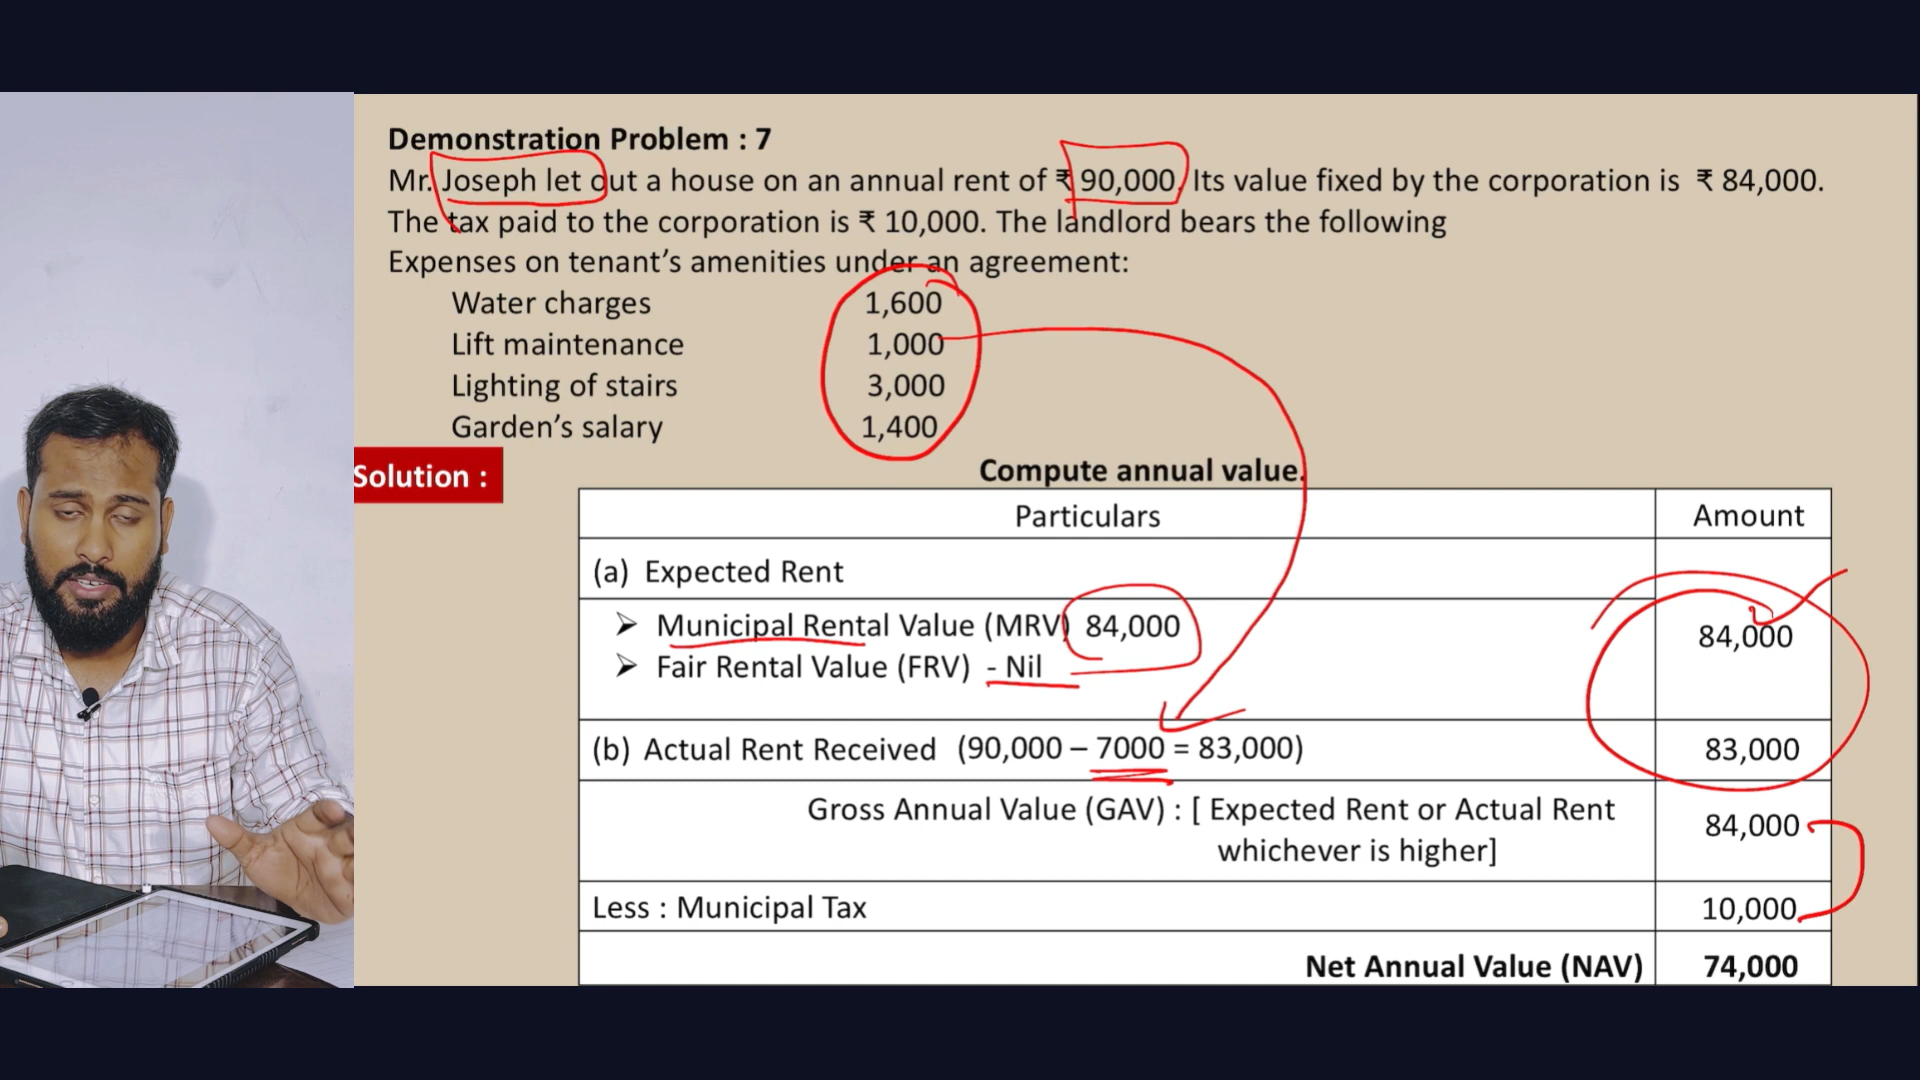 Demonstration Problem : 7
Mr. Joseph let out a house on an annual rent of ₹ 90,000. Its value fixed by the corporation is ₹ 84,000.
The tax paid to the corporation is ₹ 10,000. The landlord bears the following
Expenses on tenant’s amenities under an agreement:
Water charges 1,600
Lift maintenance 1,000
Lighting of stairs 3,000
Garden’s salary 1,400
Solution :
Compute annual value.
Particulars Amount
(a) Expected Rent
➢ Municipal Rental Value (MRV) 84,000 84,000
➢ Fair Rental Value (FRV) - Nil
(b) Actual Rent Received (90,000 – 7000 = 83,000) 83,000
Gross Annual Value (GAV) : [ Expected Rent or Actual Rent 84,000
whichever is higher]
Less : Municipal Tax 10,000
Net Annual Value (NAV) 74,000